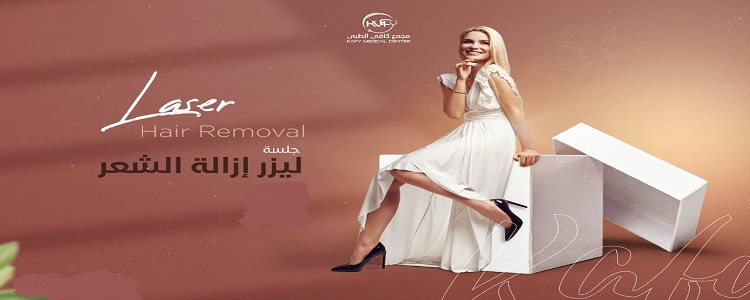 مجمع كافي الطبي
KAFY MEDICAL CENTER
Laser
Hair Removal
جلسة
ليزر إزالة الشعر